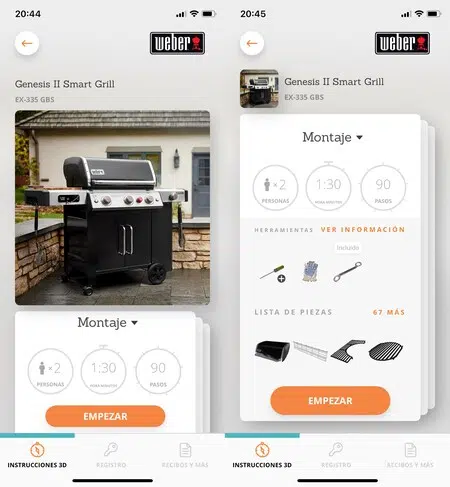 20:44
weber
Genesis II Smart Grill
EX-335 GBS
Montaje
×2
PERSONAS
1:30
HORA MINUTOS
90
PASOS
EMPEZAR
INSTRUCCIONES 3D
REGISTRO
RECIBOS Y MÁS
20:45
weber
Genesis II Smart Grill
EX-335 GBS
Montaje
×2
PERSONAS
1:30
HORA MINUTOS
90
PASOS
HERRAMIENTAS
VER INFORMACIÓN
Incluido
LISTA DE PIEZAS
67 MÁS
EMPEZAR
INSTRUCCIONES 3D
REGISTRO
RECIBOS Y MÁS